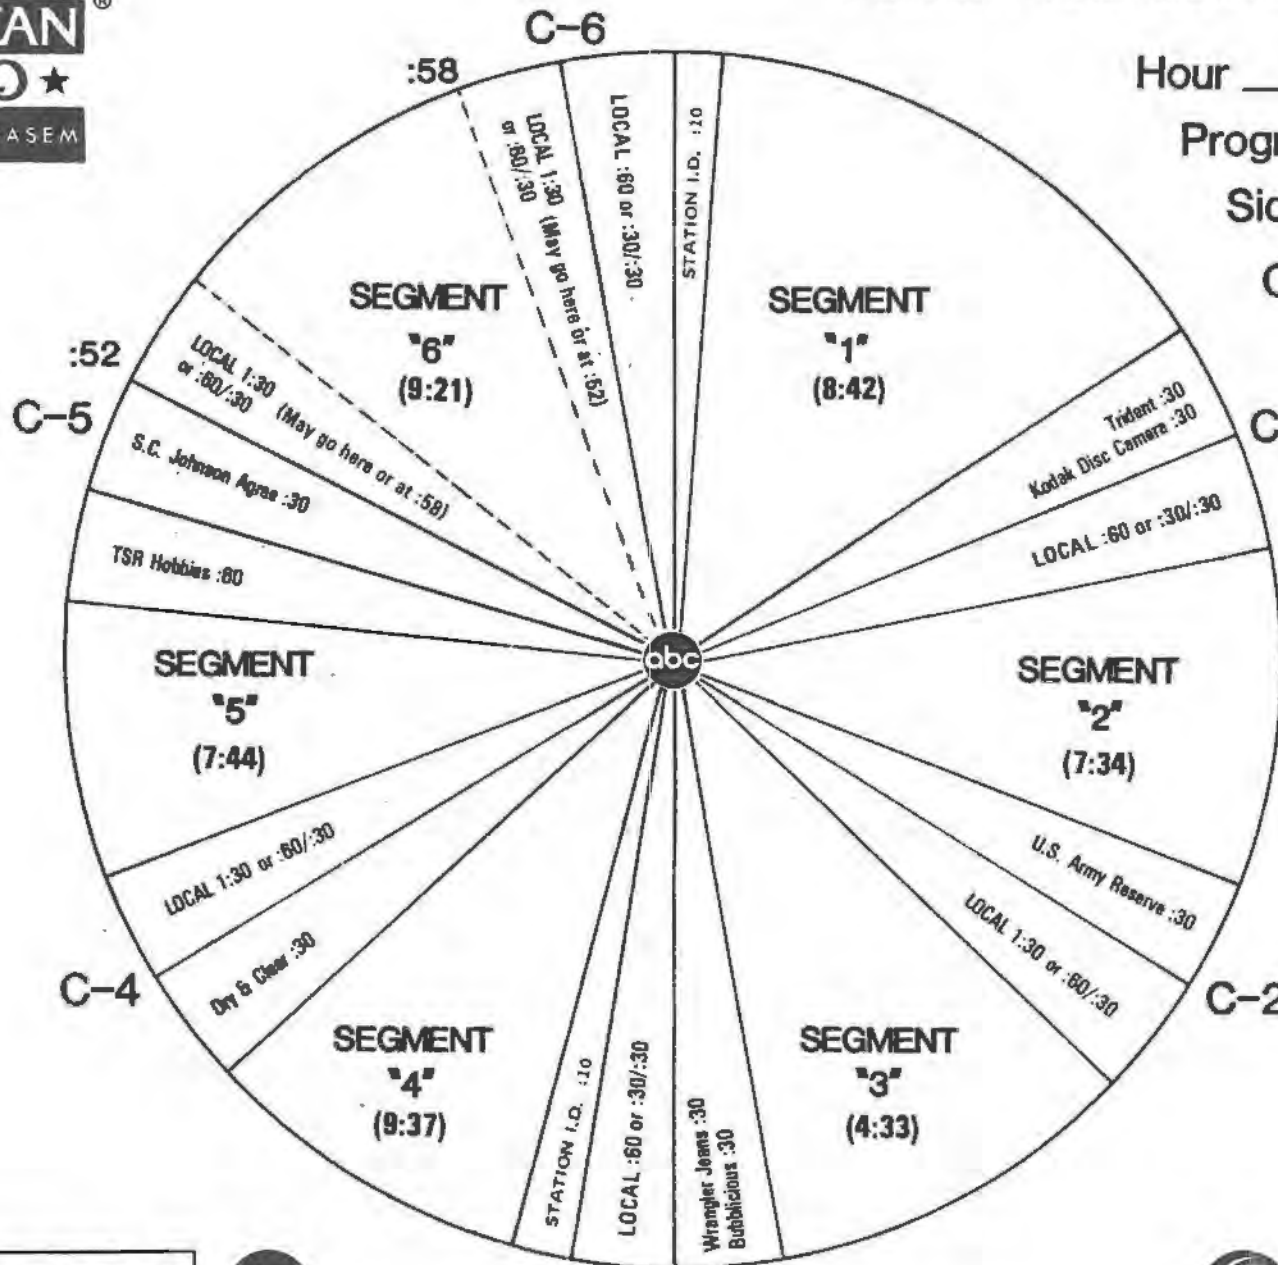 ASEM
Hour
C-6
:58
STATION I.D. :10
LOCAL :60 or :30/:30
LOCAL 1:30 (May go here or at :52)
or :60/:30
SEGMENT
"1"
(8:42)
Trident :30
Kodak Disc Camera :30
LOCAL :60 or :30/:30
SEGMENT
"2"
(7:34)
U.S. Army Reserve :30
C-2
LOCAL 1:30 or :60/:30
SEGMENT
"3"
(4:33)
Wrangler Jeans :30
Bubblicious :30
LOCAL :60 or :30/:30
STATION I.D. :10
SEGMENT
"4"
(9:37)
Dry & Clear :30
C-4
LOCAL 1:30 or :60/:30
SEGMENT
"5"
(7:44)
TSR Hobbies :60
S.C. Johnson Agree :30
C-5
:52
LOCAL 1:30 (May go here or at :58)
or :60/:30
SEGMENT
"6"
(9:21)
abc